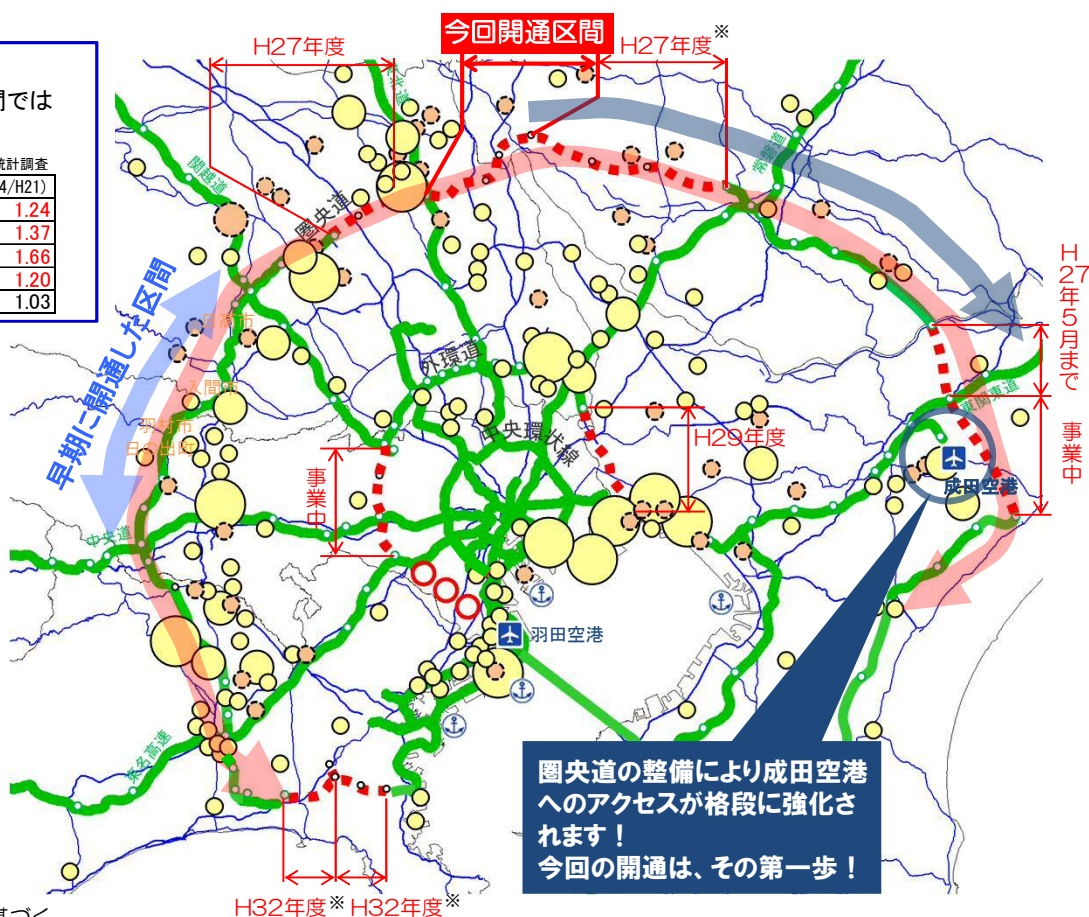 今回開通区間
H27年度
H27年度※
間では
統計調査
4/H21)
1.24
1.37
1.66
1.20
1.03
関越道
圏央道
常磐道
早期に開通した区間
日高市
入間市
羽村市
日の出町
外環道
中央環状線
H27年5月まで
東関東道
H29年度
事業中
事業中
成田空港
中央道
羽田空港
東名高速
圏央道の整備により成田空港
へのアクセスが格段に強化さ
れます！
今回の開通は、その第一歩！
H32年度※
H32年度※